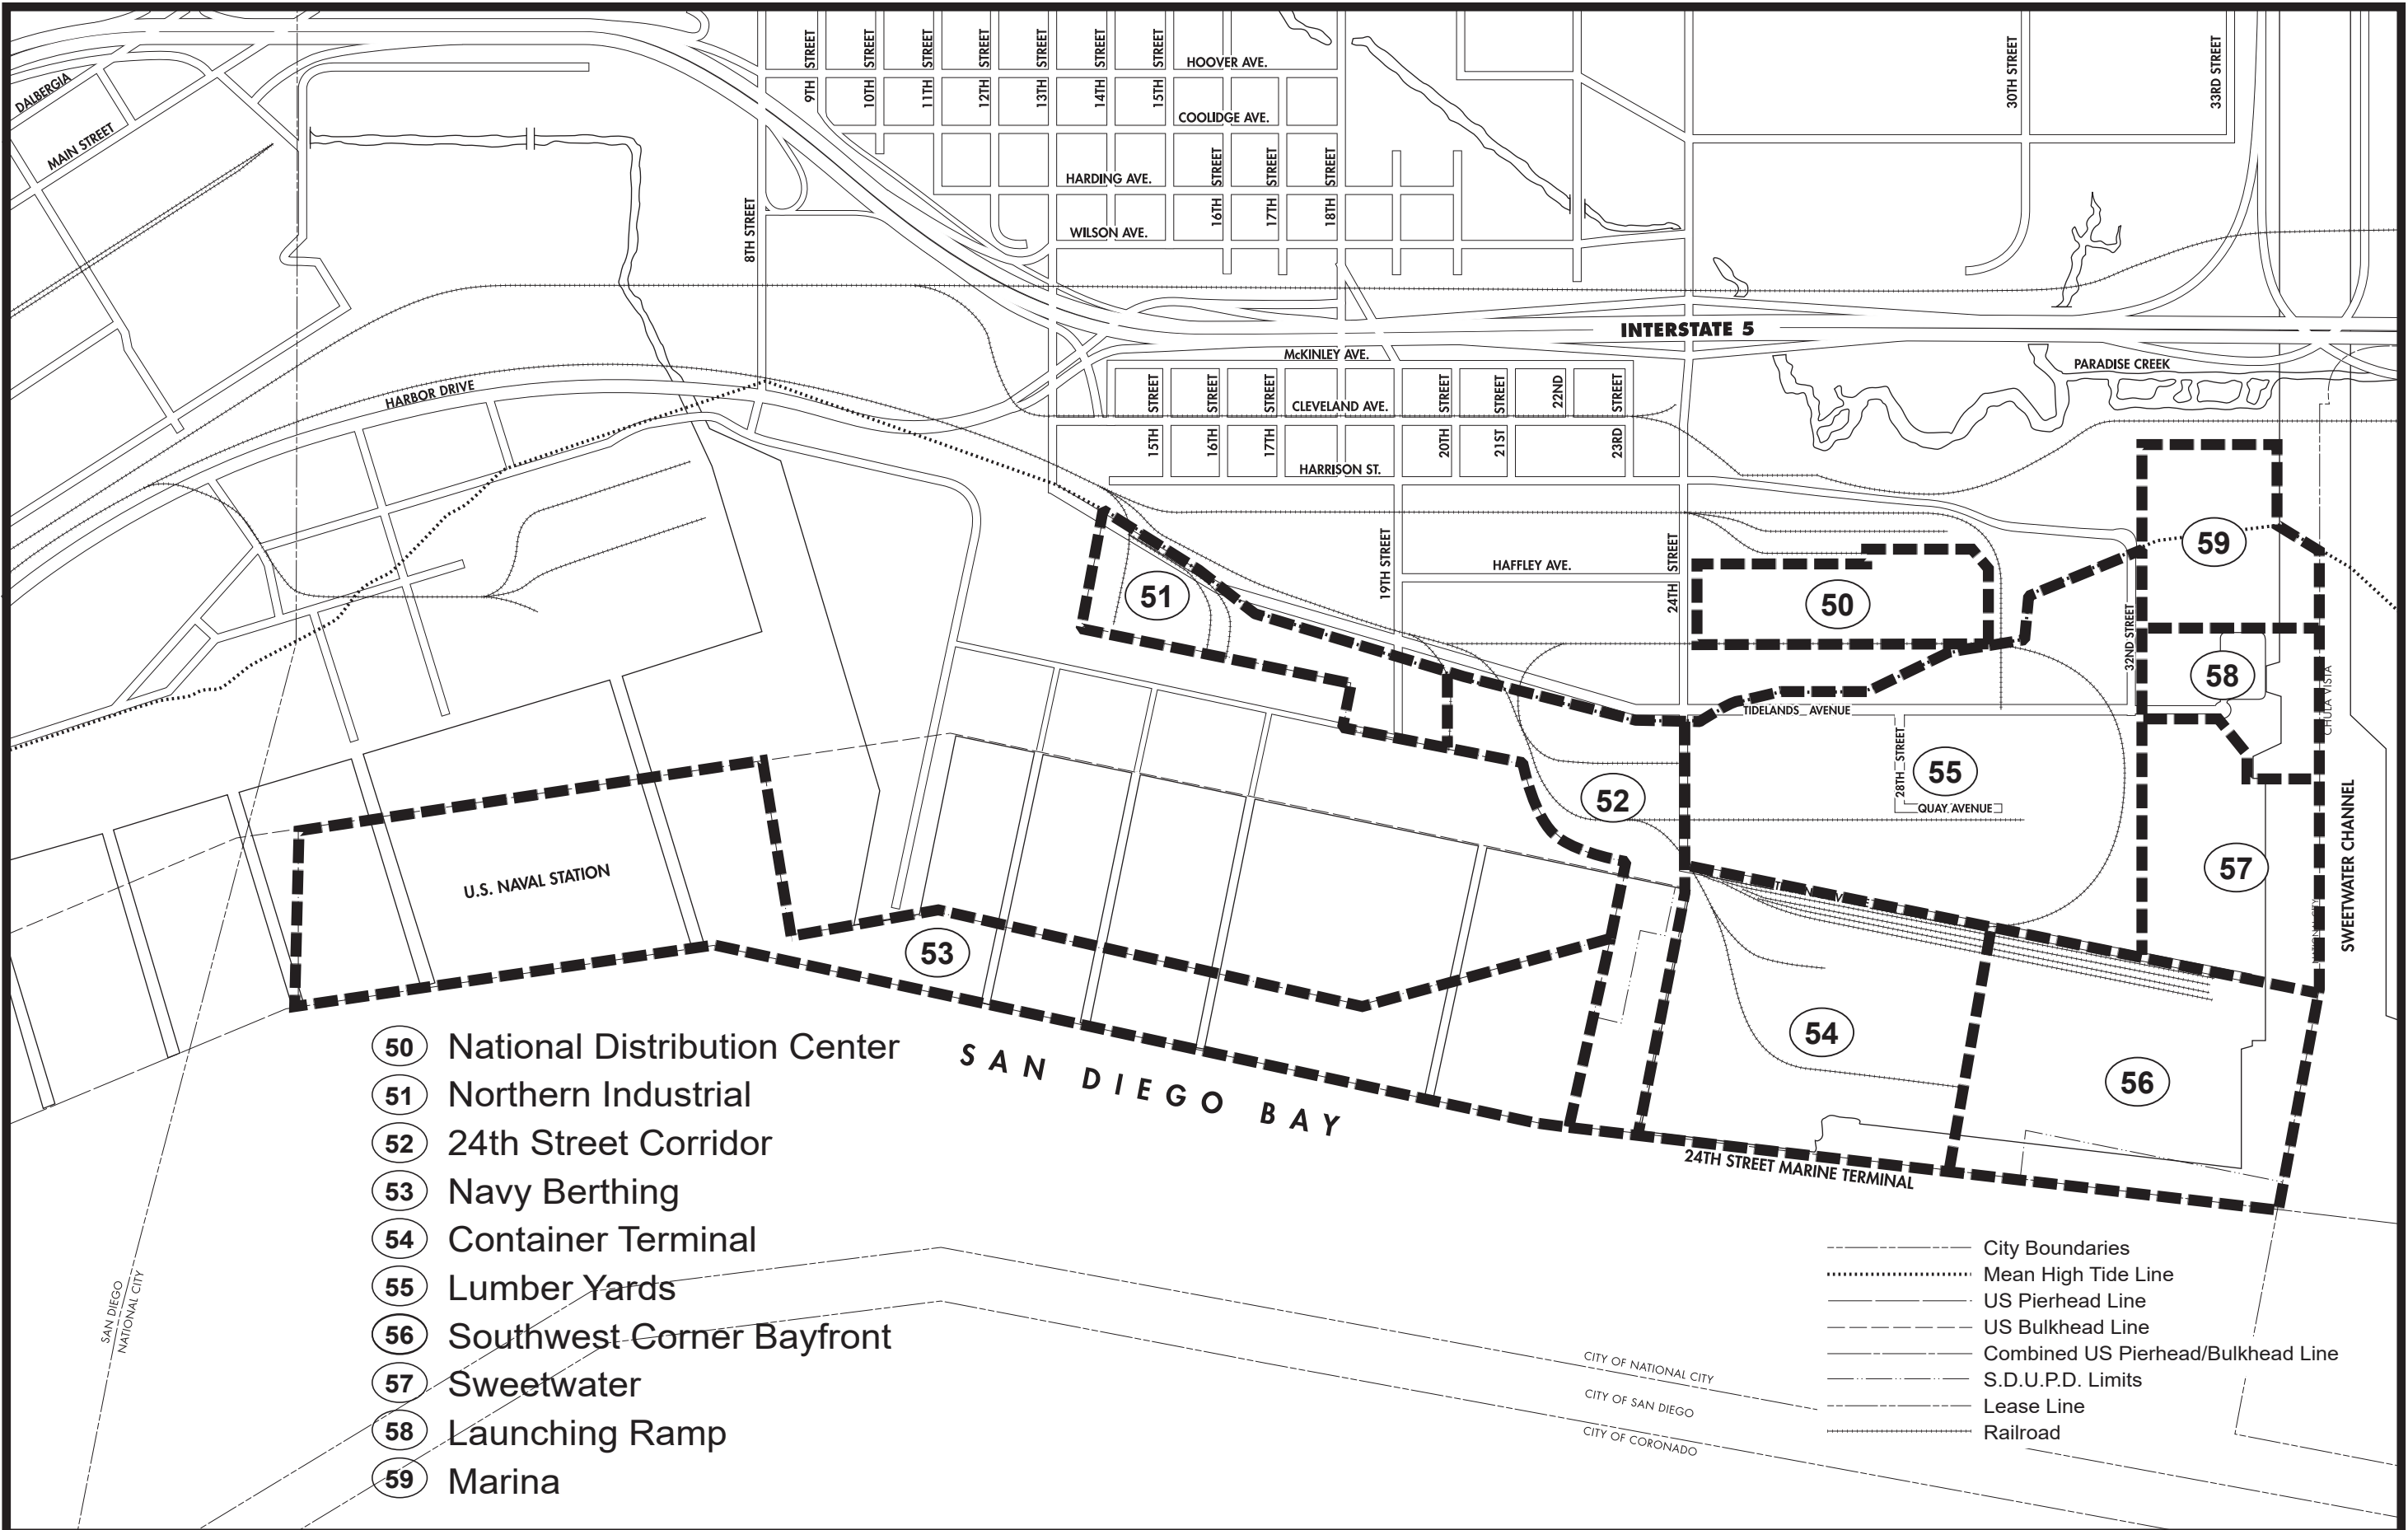 DALBERGIA
MAIN STREET
9TH STREET
10TH STREET
11TH STREET
12TH STREET
13TH STREET
14TH STREET
15TH STREET
HOOVER AVE.
COOLIDGE AVE.
HARDING AVE.
WILSON AVE.
16TH STREET
17TH STREET
18TH STREET
30TH STREET
33RD STREET
8TH STREET
INTERSTATE 5
McKINLEY AVE.
PARADISE CREEK
HARBOR DRIVE
CLEVELAND AVE.
15TH STREET
16TH STREET
17TH STREET
20TH STREET
21ST STREET
22ND
23RD STREET
HARRISON ST.
19TH STREET
24TH STREET
HAFFLEY AVE.
32ND STREET
51
50
59
58
TIDELANDS AVENUE
28TH STREET
55
QUAY AVENUE
52
57
CHULA VISTA
SWEETWATER CHANNEL
U.S. NAVAL STATION
53
54
56
SAN DIEGO BAY
24TH STREET MARINE TERMINAL
50 National Distribution Center
51 Northern Industrial
52 24th Street Corridor
53 Navy Berthing
54 Container Terminal
55 Lumber Yards
56 Southwest Corner Bayfront
57 Sweetwater
58 Launching Ramp
59 Marina
SAN DIEGO
NATIONAL CITY
CITY OF NATIONAL CITY
CITY OF SAN DIEGO
CITY OF CORONADO
City Boundaries
Mean High Tide Line
US Pierhead Line
US Bulkhead Line
Combined US Pierhead/Bulkhead Line
S.D.U.P.D. Limits
Lease Line
Railroad